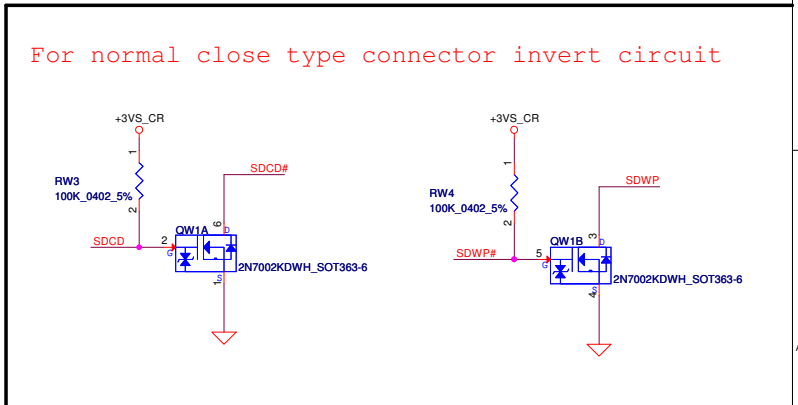 For normal close type connector invert circuit
+3VS_CR
1
RW3
100K_0402_5%
2
SDCD#
SDCD
2
G
QW1A
6
D
2N7002KDWH_SOT363-6
S
1
+3VS_CR
1
RW4
100K_0402_5%
2
SDWP
SDWP#
5
G
QW1B
3
D
2N7002KDWH_SOT363-6
S
4